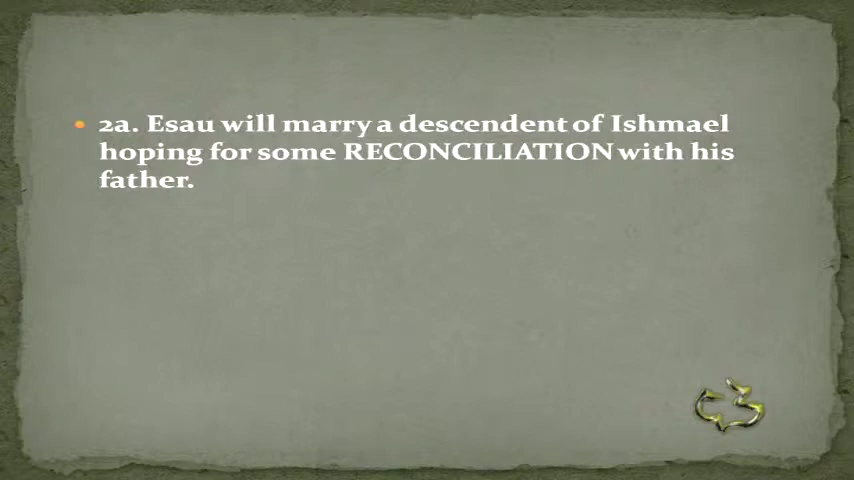 • 2a. Esau will marry a descendent of Ishmael
hoping for some RECONCILIATION with his
father.